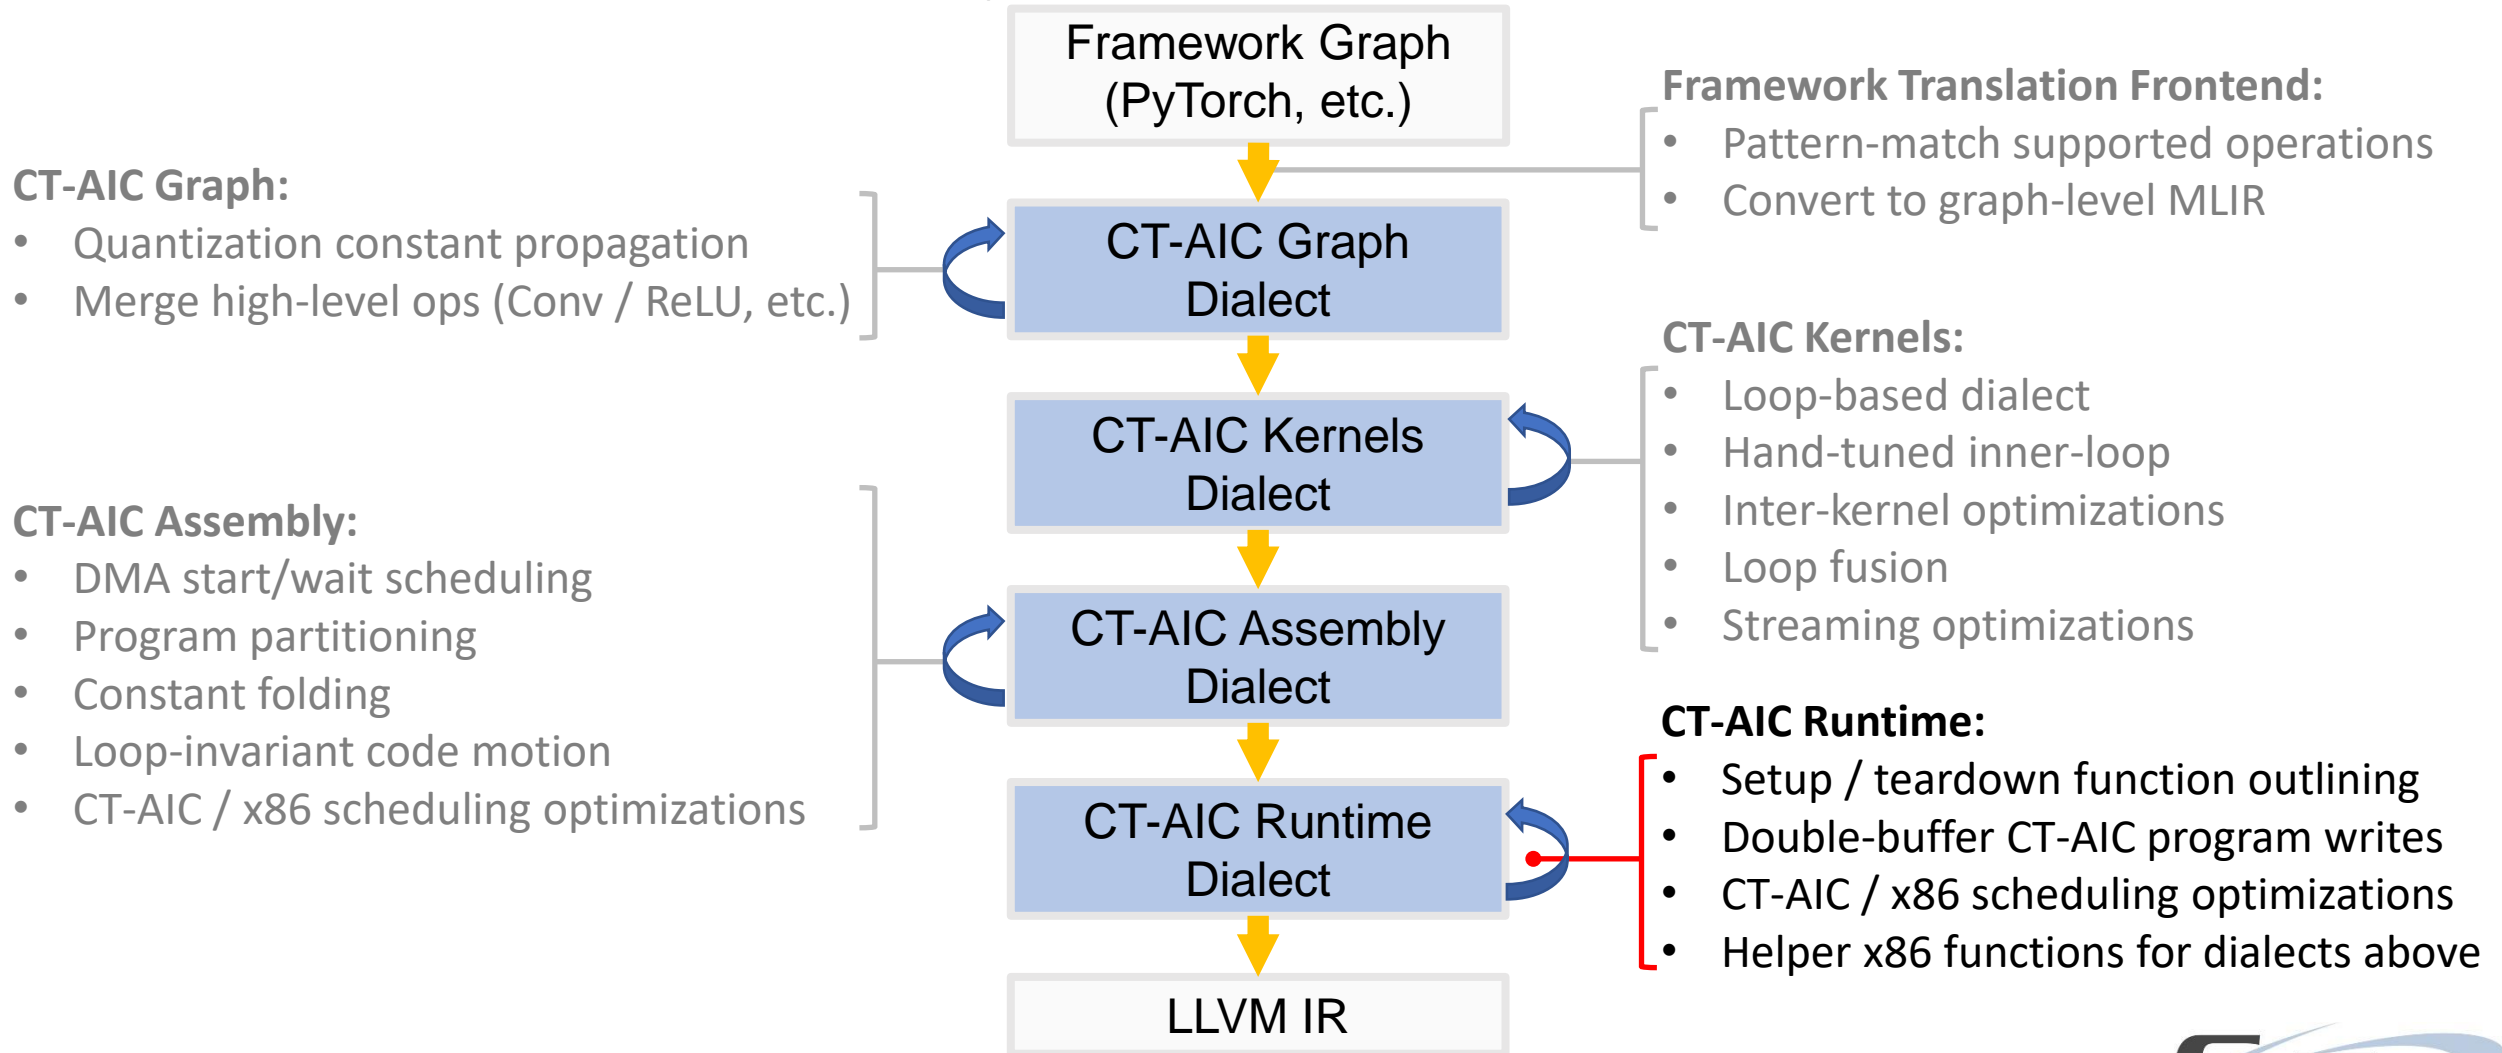 Framework Graph
(PyTorch, etc.)
Framework Translation Frontend:
• Pattern-match supported operations
• Convert to graph-level MLIR
CT-AIC Graph:
• Quantization constant propagation
• Merge high-level ops (Conv / ReLU, etc.)
CT-AIC Graph
Dialect
CT-AIC Kernels:
• Loop-based dialect
• Hand-tuned inner-loop
• Inter-kernel optimizations
• Loop fusion
• Streaming optimizations
CT-AIC Kernels
Dialect
CT-AIC Assembly:
• DMA start/wait scheduling
• Program partitioning
• Constant folding
• Loop-invariant code motion
• CT-AIC / x86 scheduling optimizations
CT-AIC Assembly
Dialect
CT-AIC Runtime:
• Setup / teardown function outlining
• Double-buffer CT-AIC program writes
• CT-AIC / x86 scheduling optimizations
• Helper x86 functions for dialects above
CT-AIC Runtime
Dialect
LLVM IR